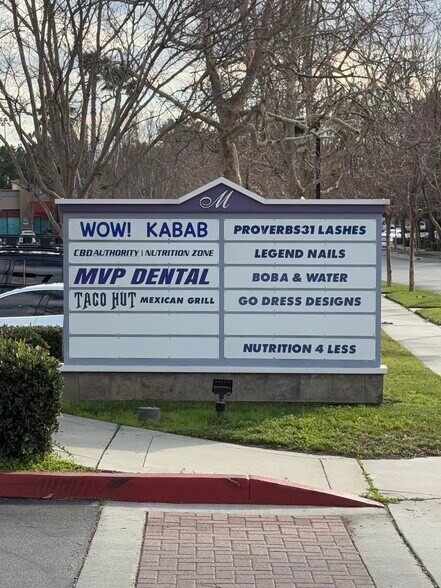 M
WOW! KABAB
CBD AUTHORITY | NUTRITION ZONE
MVP DENTAL
TACO HUT MEXICAN GRILL
PROVERBS31 LASHES
LEGEND NAILS
BOBA & WATER
GO DRESS DESIGNS
NUTRITION 4 LESS